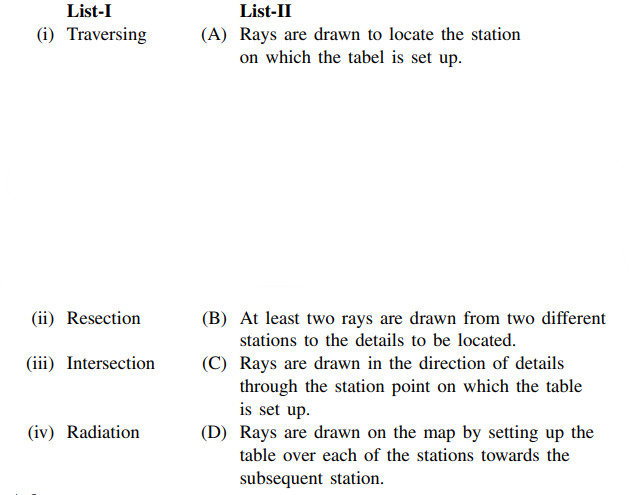 List-I List-II
(i) Traversing (A) Rays are drawn to locate the station
on which the tabel is set up.
(ii) Resection (B) At least two rays are drawn from two different
stations to the details to be located.
(iii) Intersection (C) Rays are drawn in the direction of details
through the station point on which the table
is set up.
(iv) Radiation (D) Rays are drawn on the map by setting up the
table over each of the stations towards the
subsequent station.